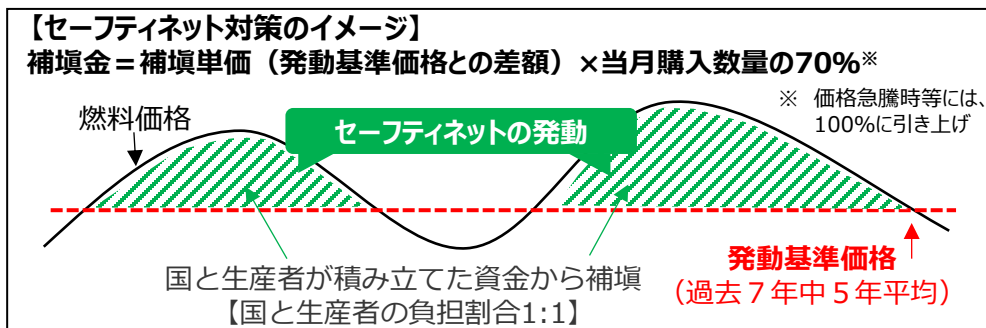 【セーフティネット対策のイメージ】
補塡金＝補塡単価（発動基準価格との差額）×当月購入数量の70%※
※ 価格急騰時等には、
100%に引き上げ
燃料価格
セーフティネットの発動
国と生産者が積み立てた資金から補塡
【国と生産者の負担割合1:1】
発動基準価格
（過去７年中５年平均）